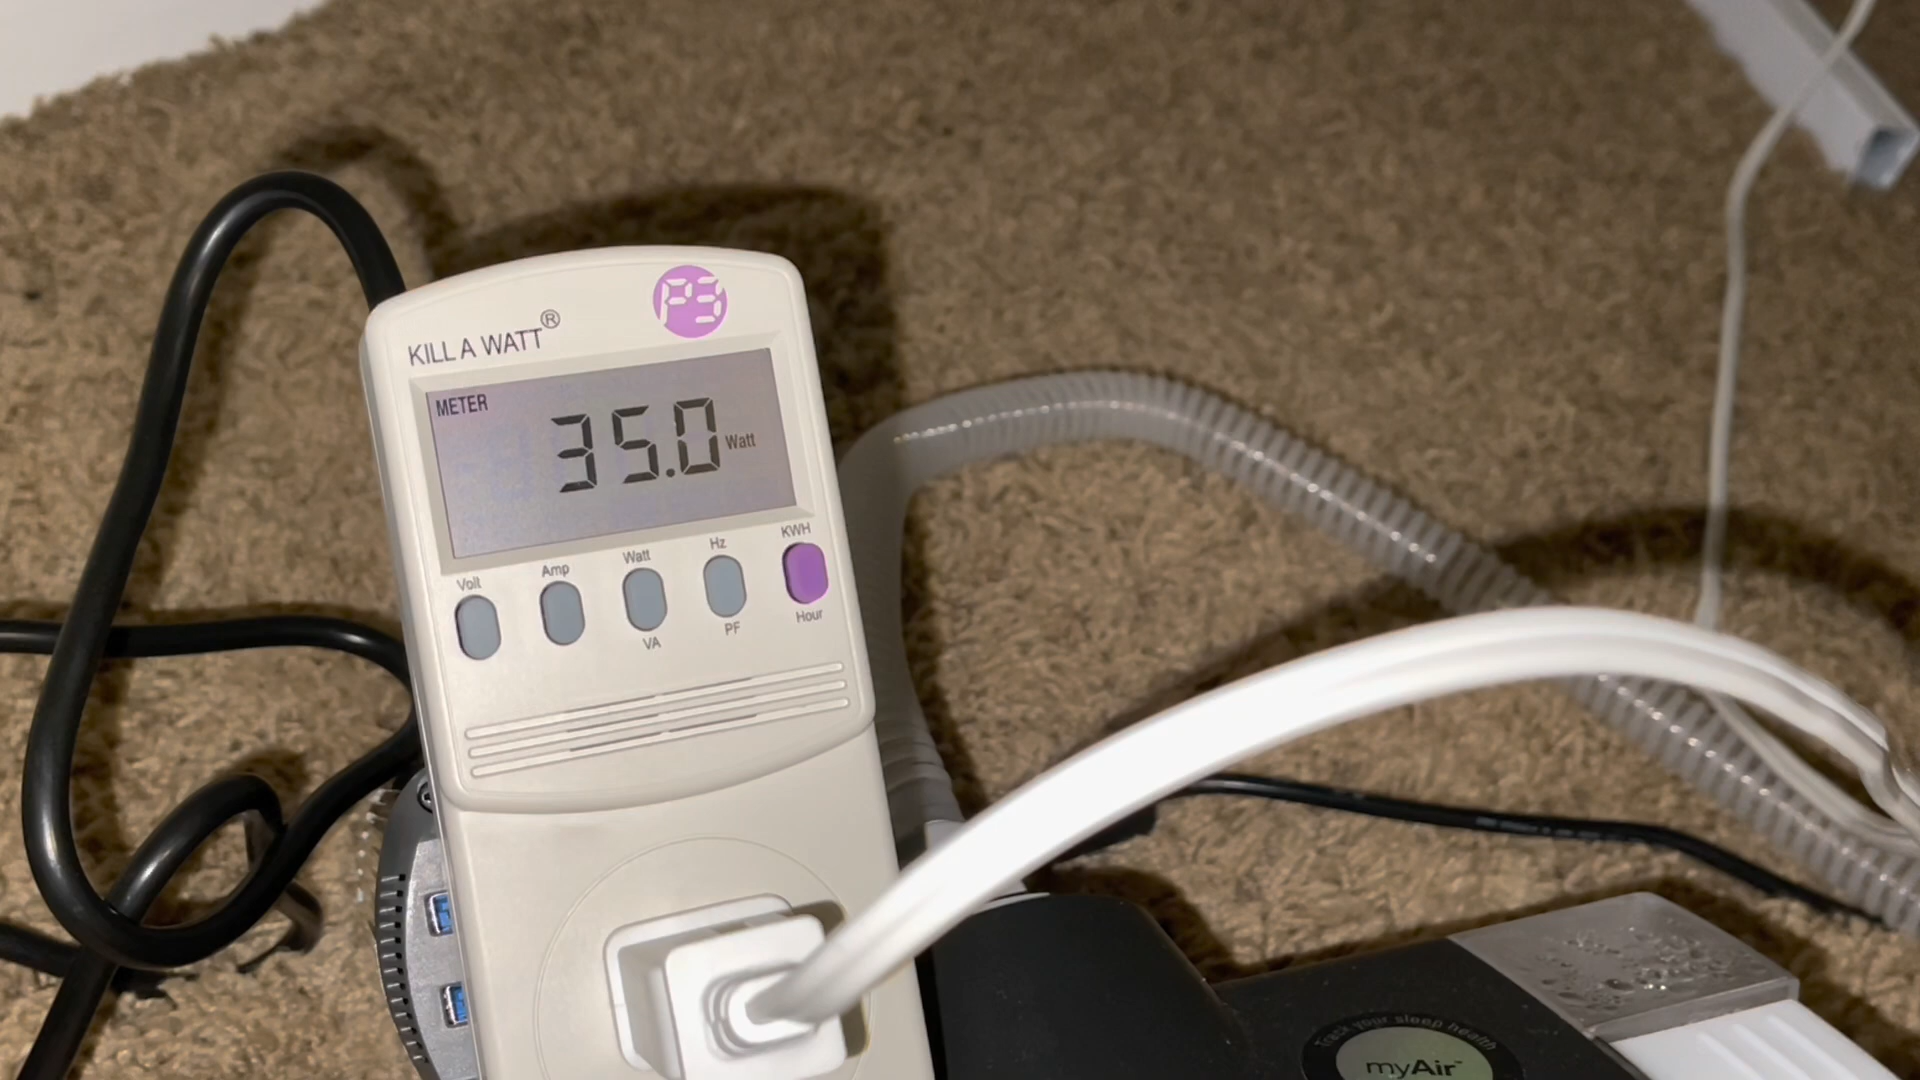 P3
KILL A WATT®
METER
35.0 Watt
Volt
Amp
Watt
VA
Hz
PF
KWH
Hour
Track your sleep health
myAir™